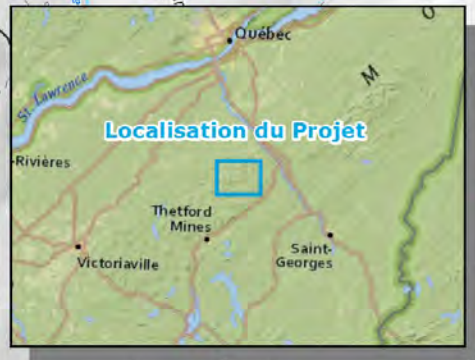 Québec
M O
St. Lawrence
Localisation du Projet
-Rivières
Thetford
Mines
Victoriaville
Saint-
Georges